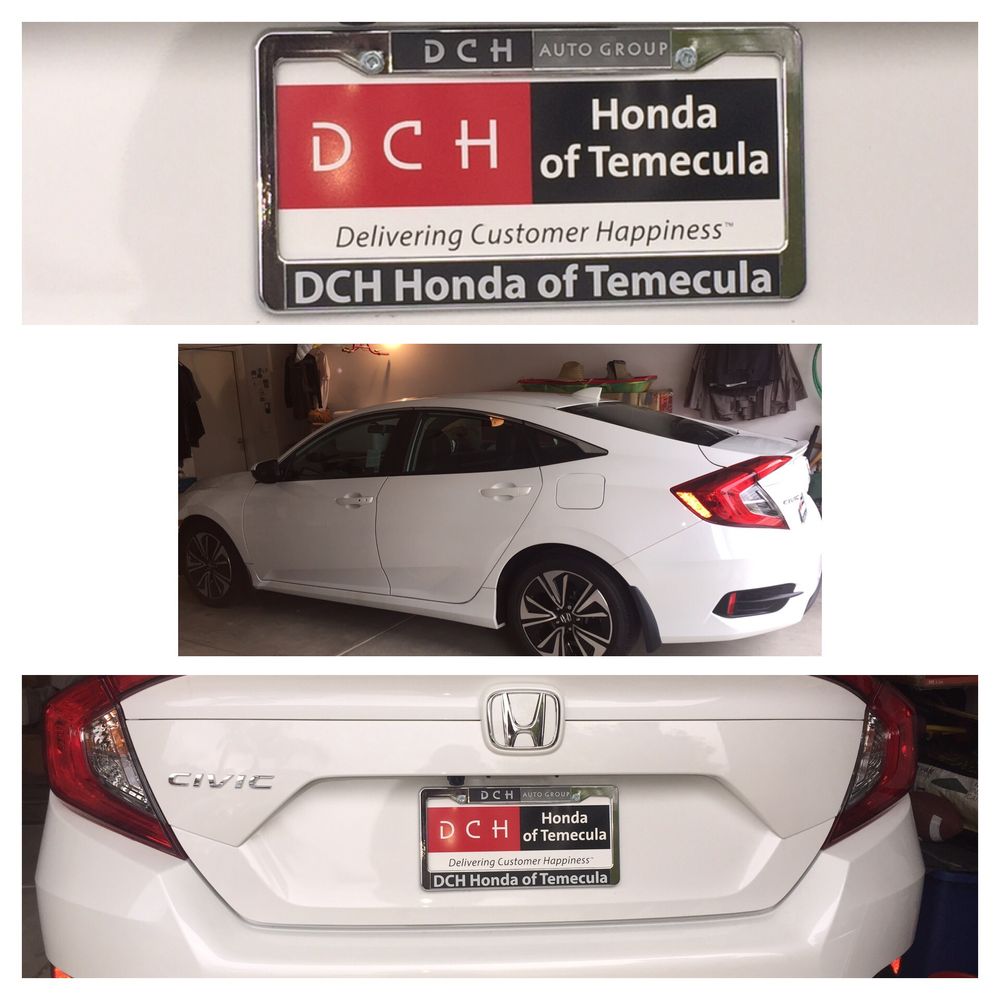 DCH AUTO GROUP
DCH
Honda
of Temecula
Delivering Customer Happiness™
DCH Honda of Temecula
CIVIC
CIVIC
DCH AUTO GROUP
DCH
Honda
of Temecula
Delivering Customer Happiness™
DCH Honda of Temecula